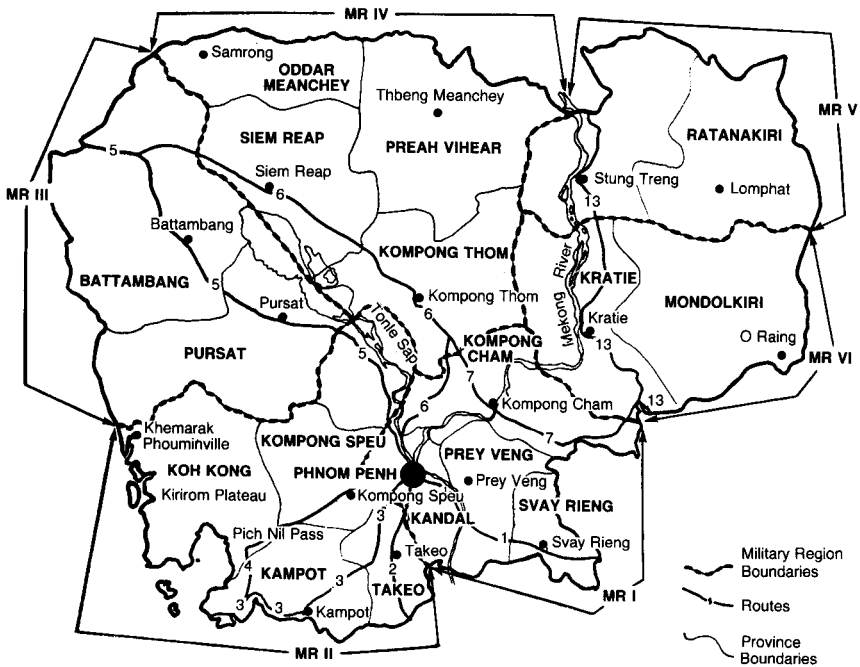 MR IV
Samrong
ODDAR
MEANCHEY
Thbeng Meanchey
MR V
SIEM REAP
PREAH VIHEAR
RATANAKIRI
5
Siem Reap
Stung Treng
Lomphat
MR III
6
13
Battambang
KOMPONG THOM
Mekong River
KRATIE
BATTAMBANG
5
Pursat
Kompong Thom
MONDOLKIRI
6
Tonle Sap
Kratie
O Raing
13
PURSAT
5
KOMPONG
CHAM
MR VI
7
6
Kompong Cham
13
Khemarak
Phouminville
KOMPONG SPEU
7
KOH KONG
PHNOM PENH
PREY VENG
Kirirom Plateau
Kompong Speu
Prey Veng
SVAY RIENG
3
KANDAL
Pich Nil Pass
1
Svay Rieng
Takeo
4
KAMPOT
3
2
TAKEO
3
3
Kampot
MR I
MR II
Military Region
Boundaries
Routes
Province
Boundaries